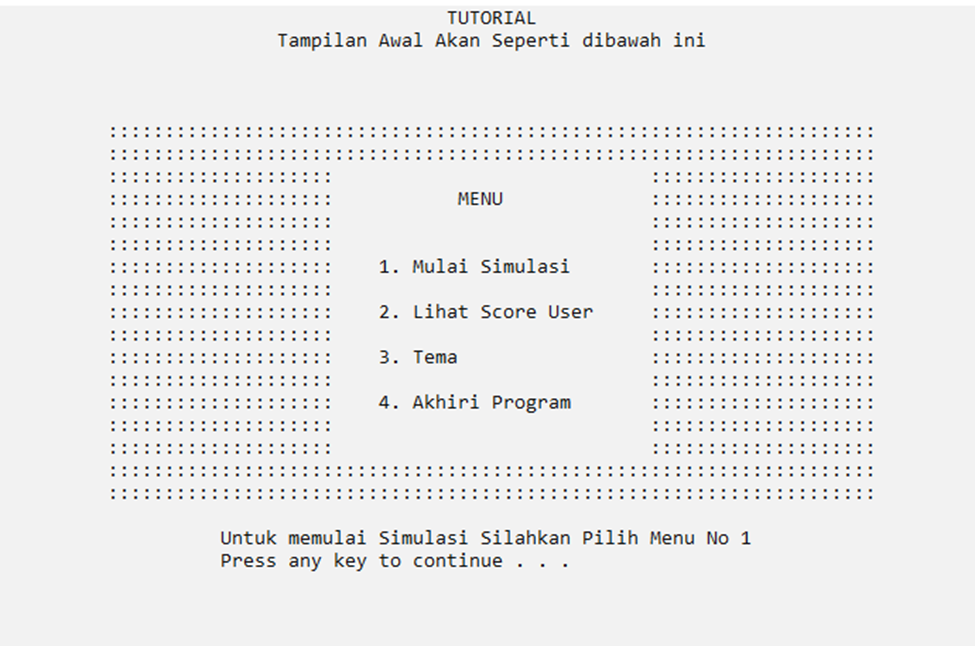 TUTORIAL
Tampilan Awal Akan Seperti dibawah ini
::::::::::::::::::::::::::::::::::::::::::::::::::::::::::::::::::::
::::::::::::::::::::::::::::::::::::::::::::::::::::::::::::::::::::
:::::::::::::::::::: ::::::::::::::::::::
:::::::::::::::::::: MENU ::::::::::::::::::::
:::::::::::::::::::: ::::::::::::::::::::
:::::::::::::::::::: ::::::::::::::::::::
:::::::::::::::::::: 1. Mulai Simulasi ::::::::::::::::::::
:::::::::::::::::::: ::::::::::::::::::::
:::::::::::::::::::: 2. Lihat Score User ::::::::::::::::::::
:::::::::::::::::::: ::::::::::::::::::::
:::::::::::::::::::: 3. Tema ::::::::::::::::::::
:::::::::::::::::::: ::::::::::::::::::::
:::::::::::::::::::: 4. Akhiri Program ::::::::::::::::::::
:::::::::::::::::::: ::::::::::::::::::::
:::::::::::::::::::: ::::::::::::::::::::
::::::::::::::::::::::::::::::::::::::::::::::::::::::::::::::::::::
::::::::::::::::::::::::::::::::::::::::::::::::::::::::::::::::::::
Untuk memulai Simulasi Silahkan Pilih Menu No 1
Press any key to continue . . .